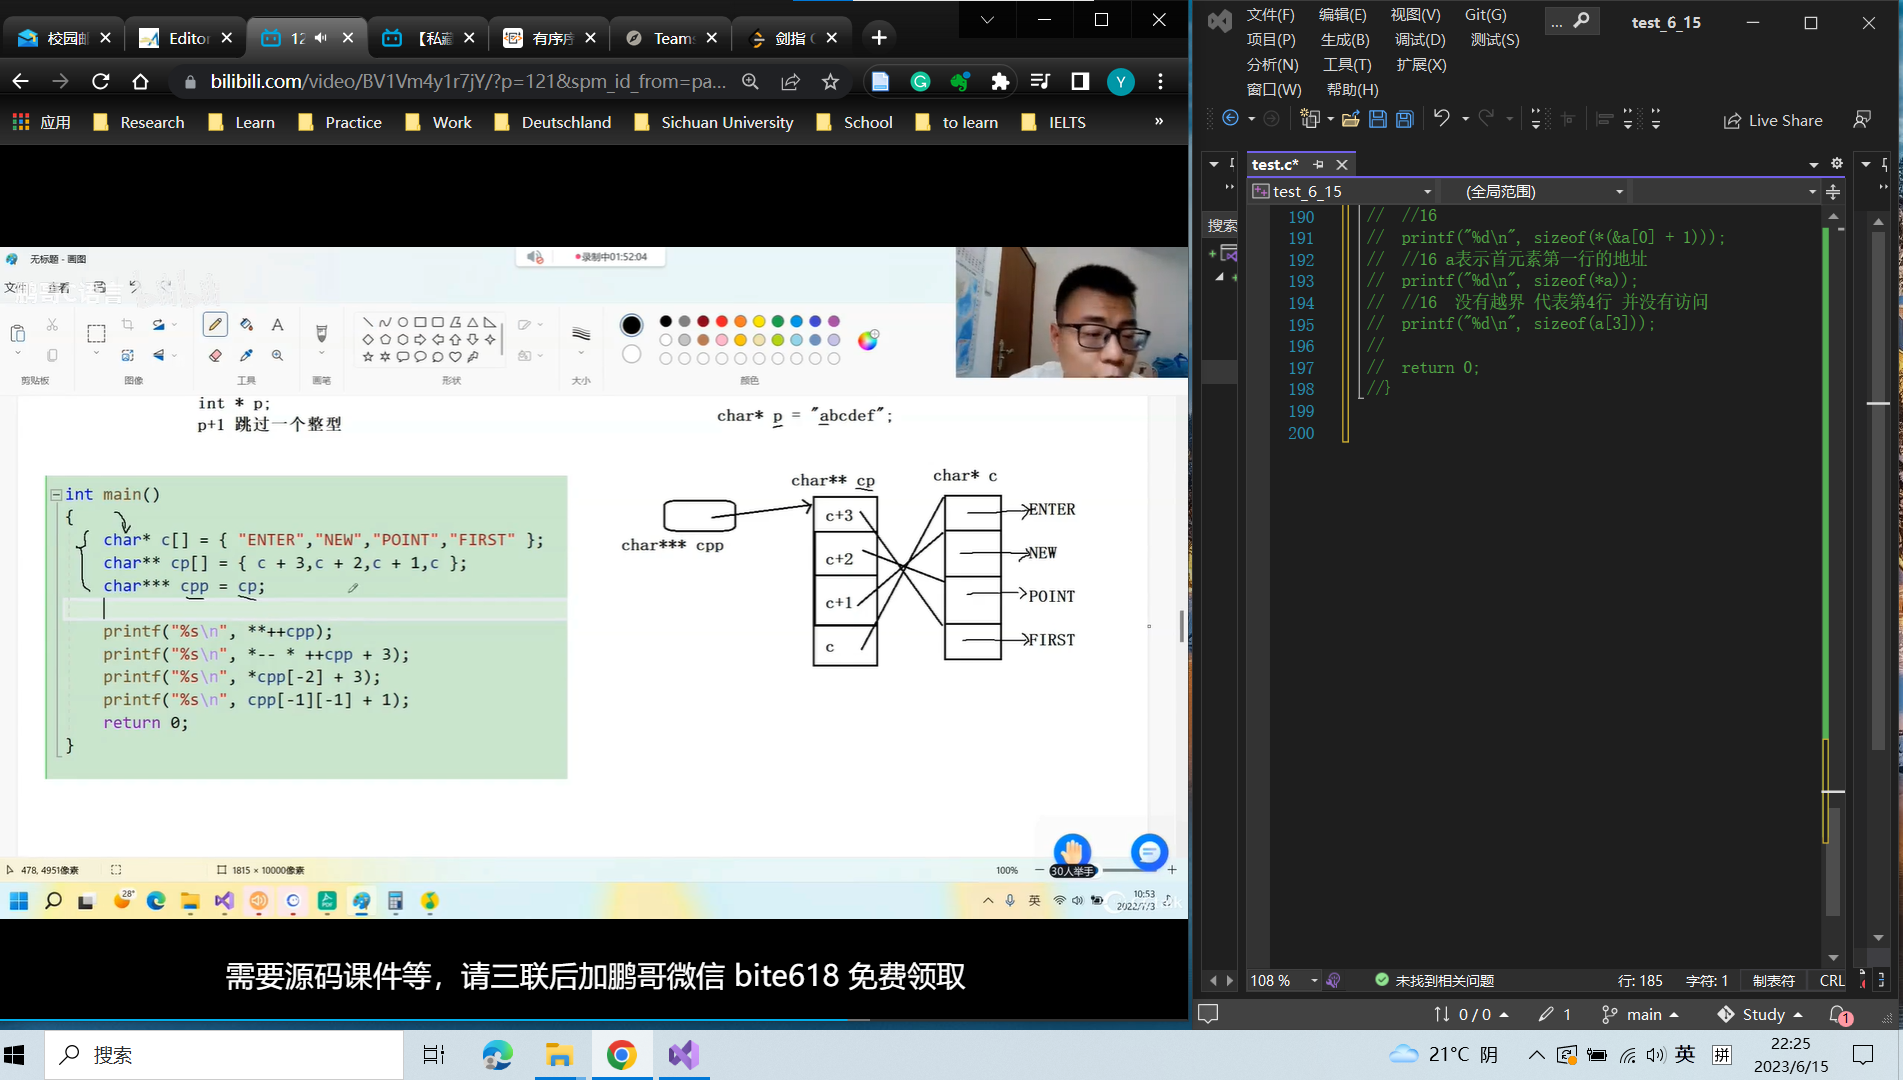 校园邮
Editor
12
【私藏
有序序
Teams
剑指
bilibili.com/video/BV1Vm4y1r7jY/?p=121&spm_id_from=pa...
Y
应用
Research
Learn
Practice
Work
Deutschland
Sichuan University
School
to learn
IELTS
»
无标题 - 画图
录制中01:52:04
查看
鹏哥C语言
A
剪贴板
图像
工具
画笔
形状
大小
颜色
int * p;
p+1 跳过一个整型
char* p = "abcdef";
int main()
{
char* c[] = { "ENTER","NEW","POINT","FIRST" };
char** cp[] = { c + 3,c + 2,c + 1,c };
char*** cpp = cp;
printf("%s\n", **++cpp);
printf("%s\n", *-- * ++cpp + 3);
printf("%s\n", *cpp[-2] + 3);
printf("%s\n", cpp[-1][-1] + 1);
return 0;
}
char*** cpp
char** cp
c+3
c+2
c+1
c
char* c
ENTER
NEW
POINT
FIRST
478, 4951像素
1815 × 10000像素
100%
30人举手
28°
英
10:53
2022/7/3
需要源码课件等，请三联后加鹏哥微信 bite618 免费领取
搜索
文件(F)
编辑(E)
视图(V)
Git(G)
项目(P)
生成(B)
调试(D)
测试(S)
分析(N)
工具(T)
扩展(X)
窗口(W)
帮助(H)
...
test_6_15
Live Share
test.c*
test_6_15
(全局范围)
搜索
190 // //16
191 // printf("%d\n", sizeof(*(&a[0] + 1)));
192 // //16 a表示首元素第一行的地址
193 // printf("%d\n", sizeof(*a));
194 // //16 没有越界 代表第4行 并没有访问
195 // printf("%d\n", sizeof(a[3]));
196 //
197 // return 0;
198 //}
199
200
108 %
未找到相关问题
行: 185
字符: 1
制表符
CRL
0 / 0
1
main
Study
1
21°C 阴
英
拼
22:25
2023/6/15